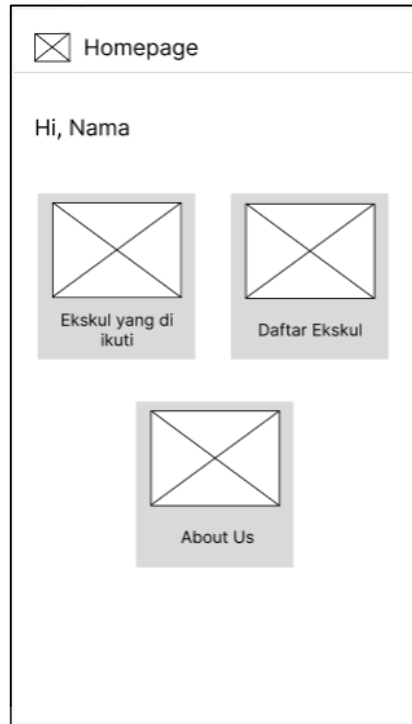 Homepage
Hi, Nama
Ekskul yang di
ikuti
Daftar Ekskul
About Us